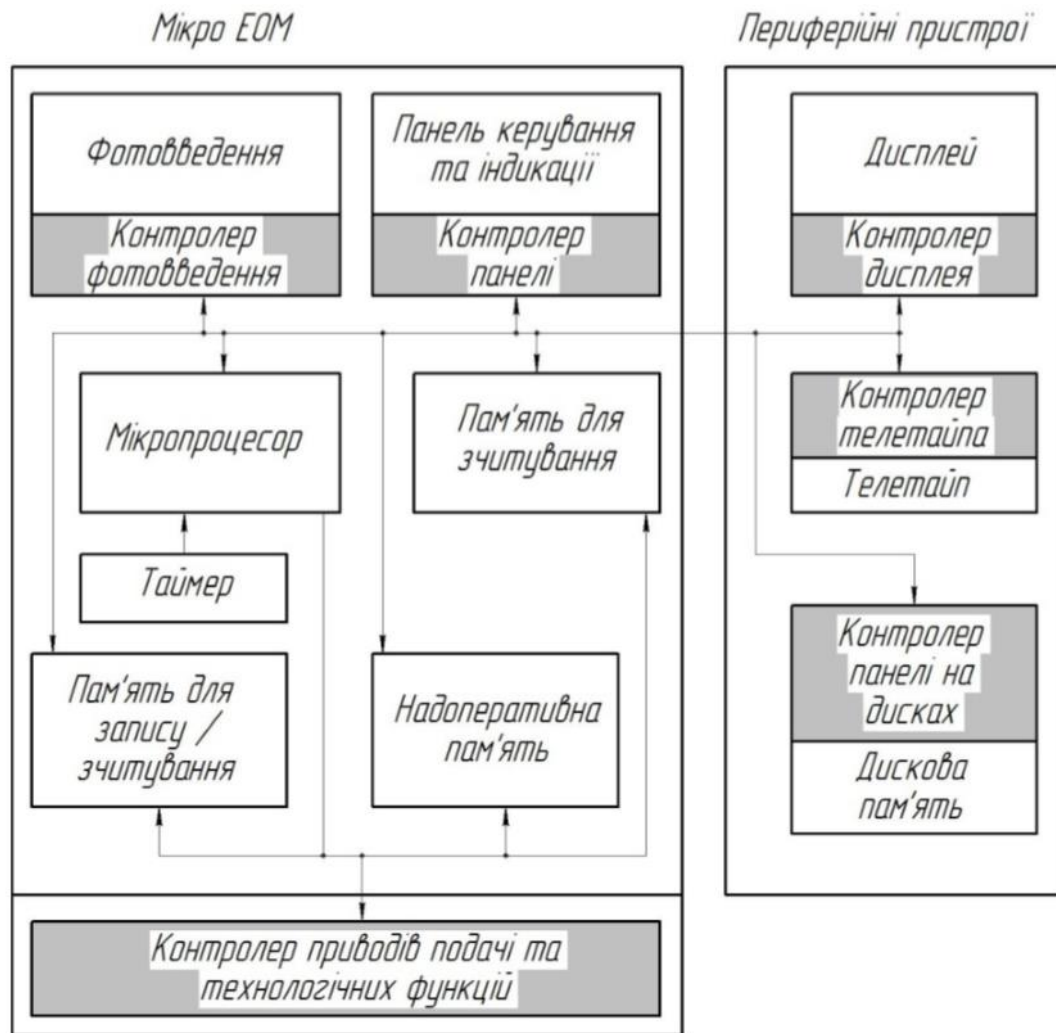 Мікро ЕОМ
Периферійні пристрої
Фотовведення
Контролер
фотовведення
Панель керування
та індикації
Контролер
панелі
Дисплей
Контролер
дисплея
Мікропроцесор
Пам'ять для
зчитування
Контролер
телетайпа
Телетайп
Таймер
Пам'ять для
запису /
зчитування
Надоперативна
пам'ять
Контролер
панелі на
дисках
Дискова
пам'ять
Контролер приводів подачі та
технологічних функцій